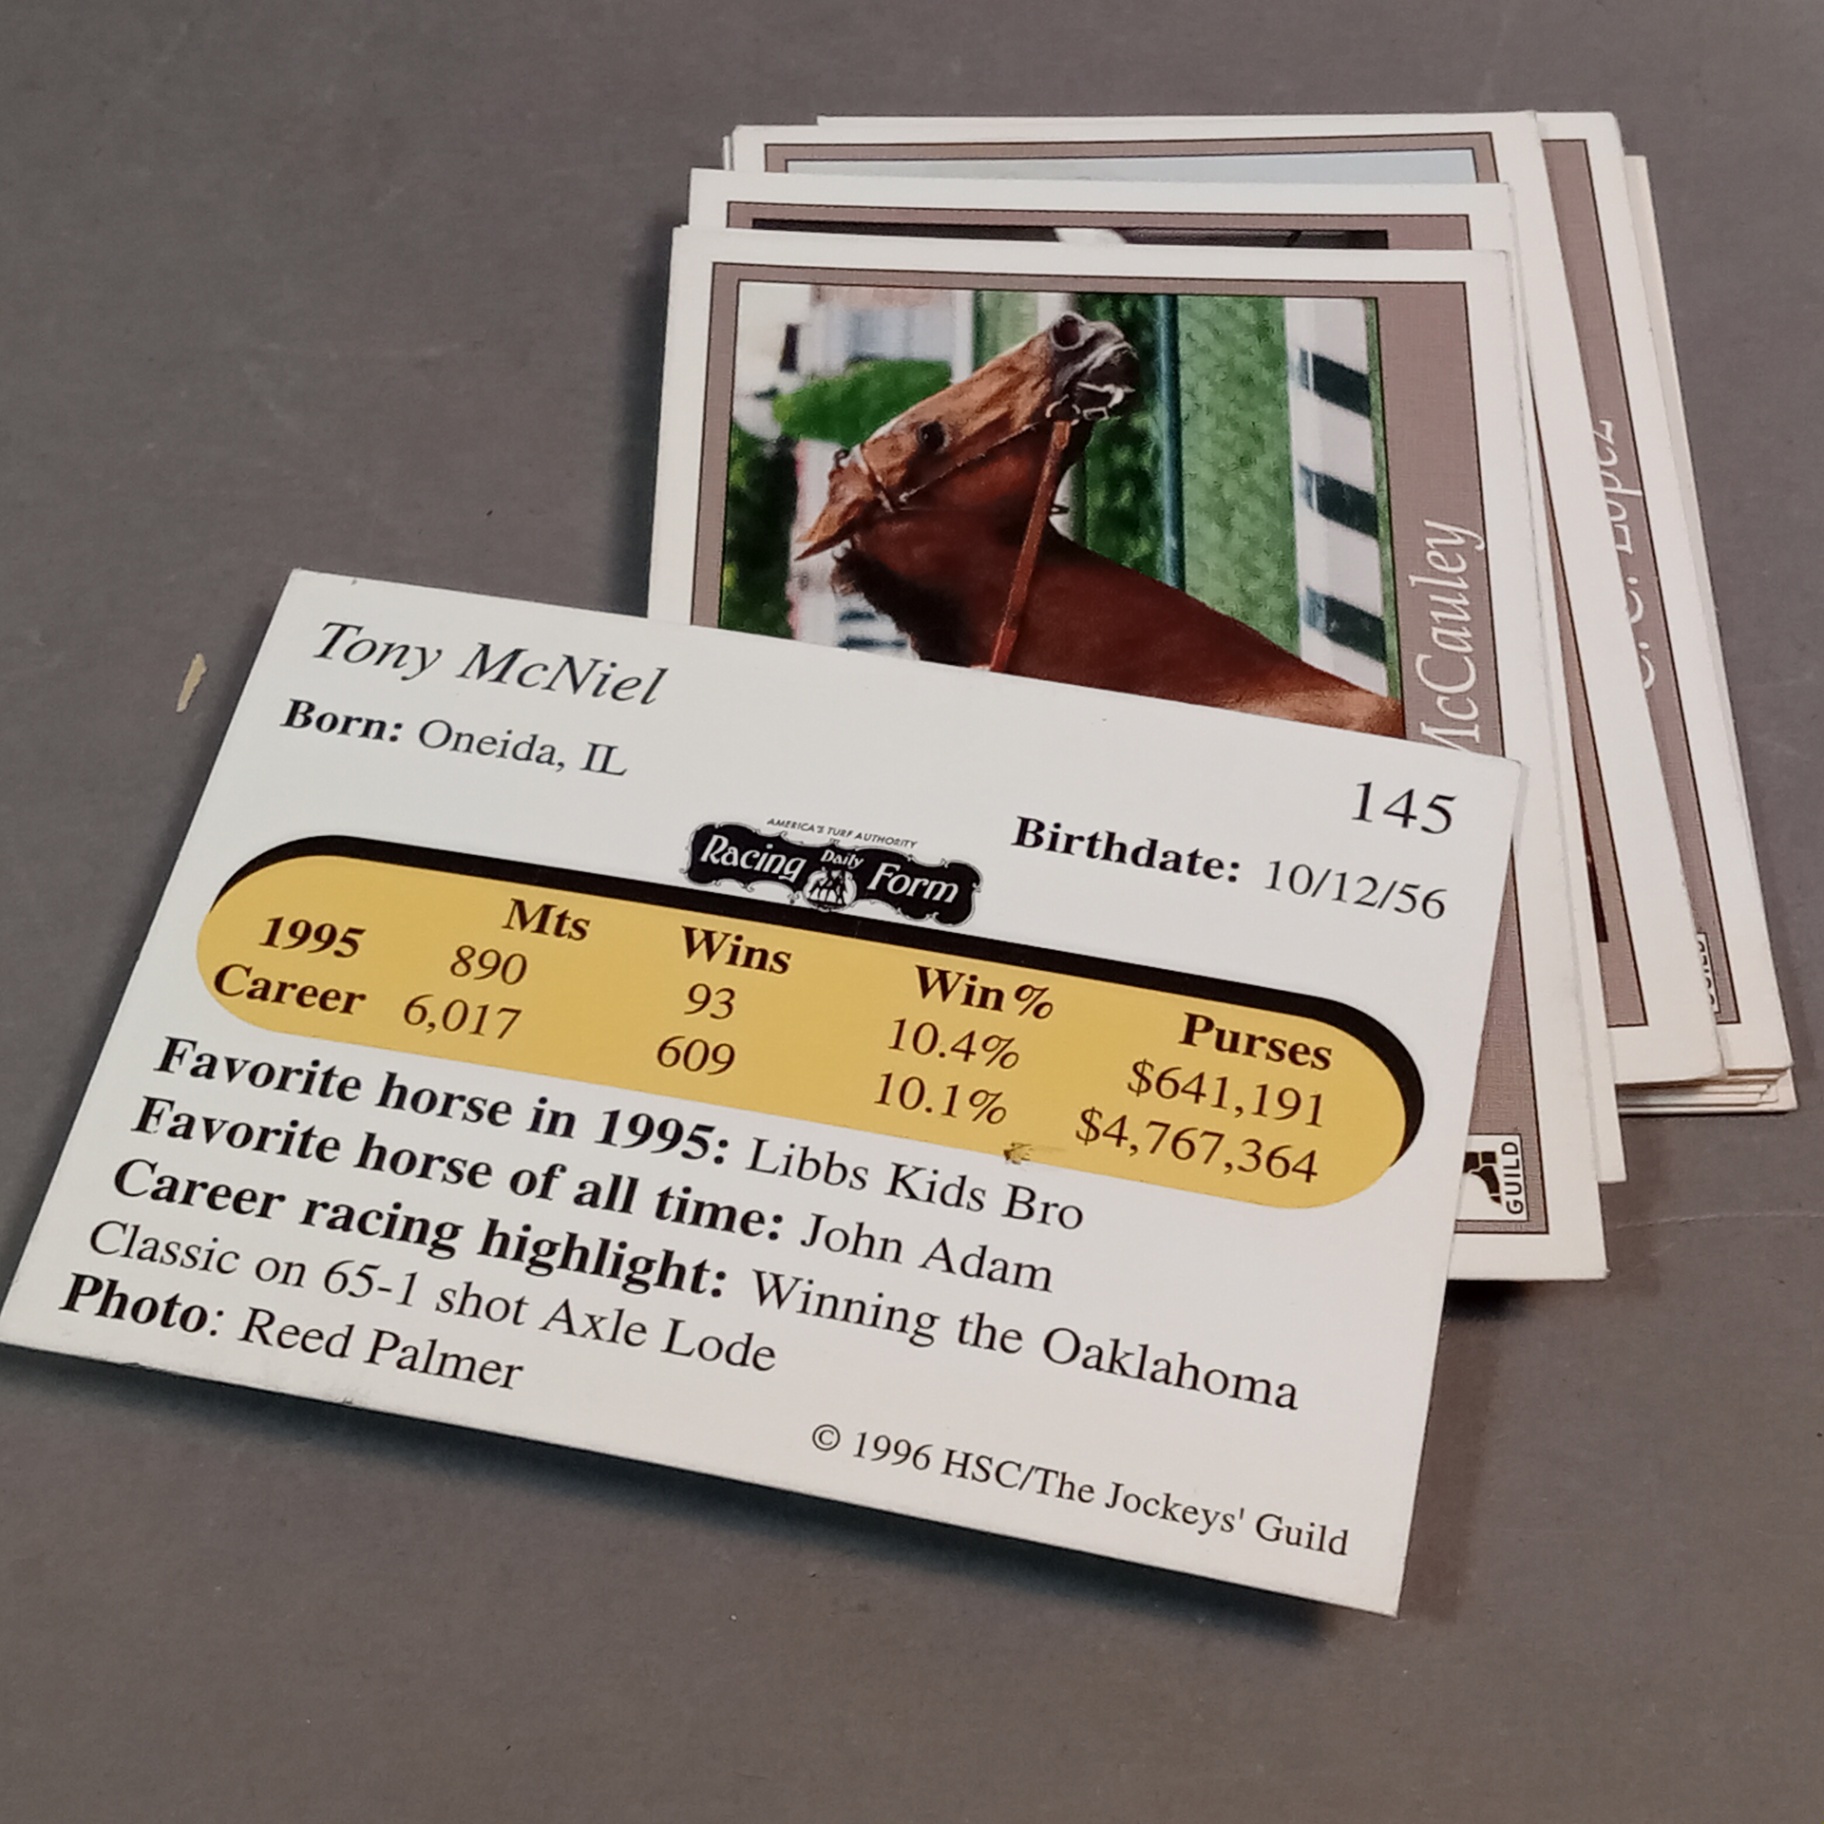 McCauley
C. C. Lopez
GUILD
Tony McNiel
145
Born: Oneida, IL
Birthdate: 10/12/56
AMERICA'S TURF AUTHORITY
Daily
Racing Form
Mts Wins Win% Purses
1995 890 93 10.4% $641,191
Career 6,017 609 10.1% $4,767,364
Favorite horse in 1995: Libbs Kids Bro
Favorite horse of all time: John Adam
Career racing highlight: Winning the Oaklahoma
Classic on 65-1 shot Axle Lode
Photo: Reed Palmer
© 1996 HSC/The Jockeys' Guild